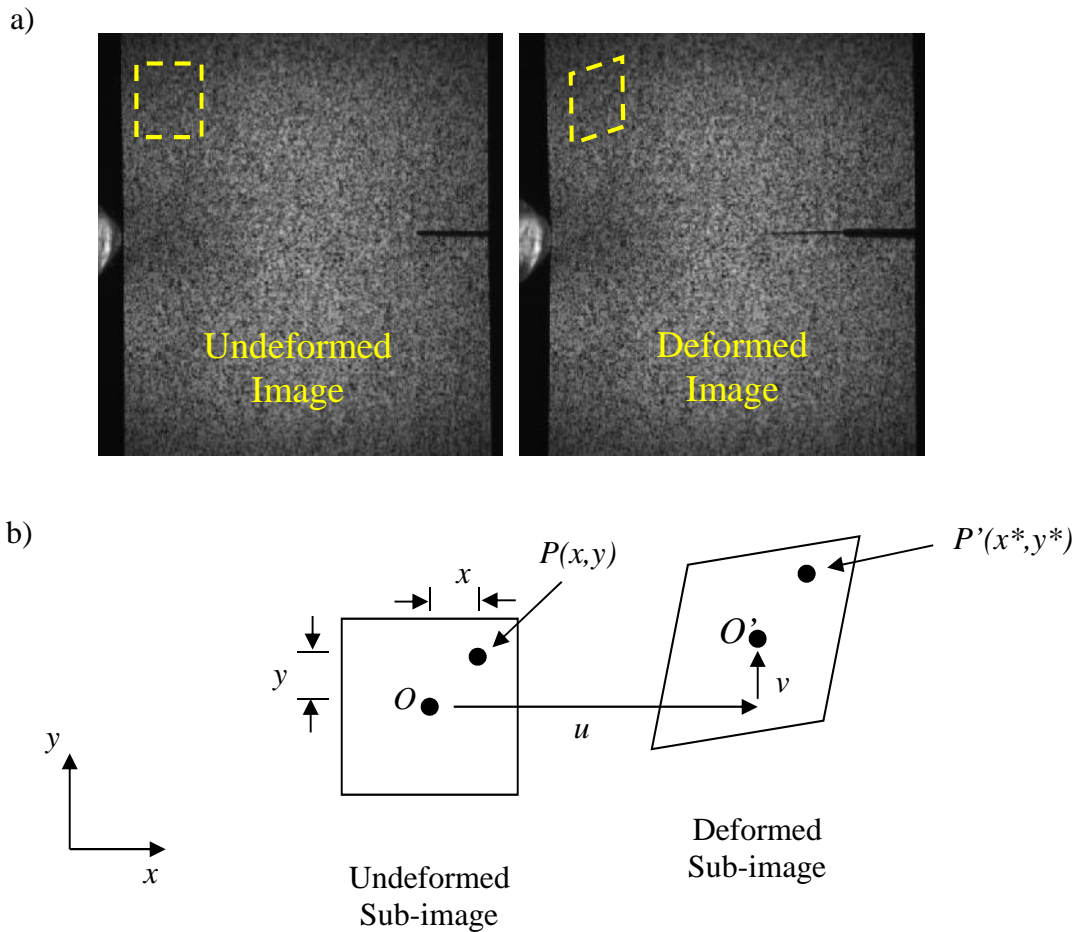 a)
Undeformed
Image
Deformed
Image
b)
P(x,y)
P’(x*,y*)
x
y
O
O’
v
u
y
x
Undeformed
Sub-image
Deformed
Sub-image